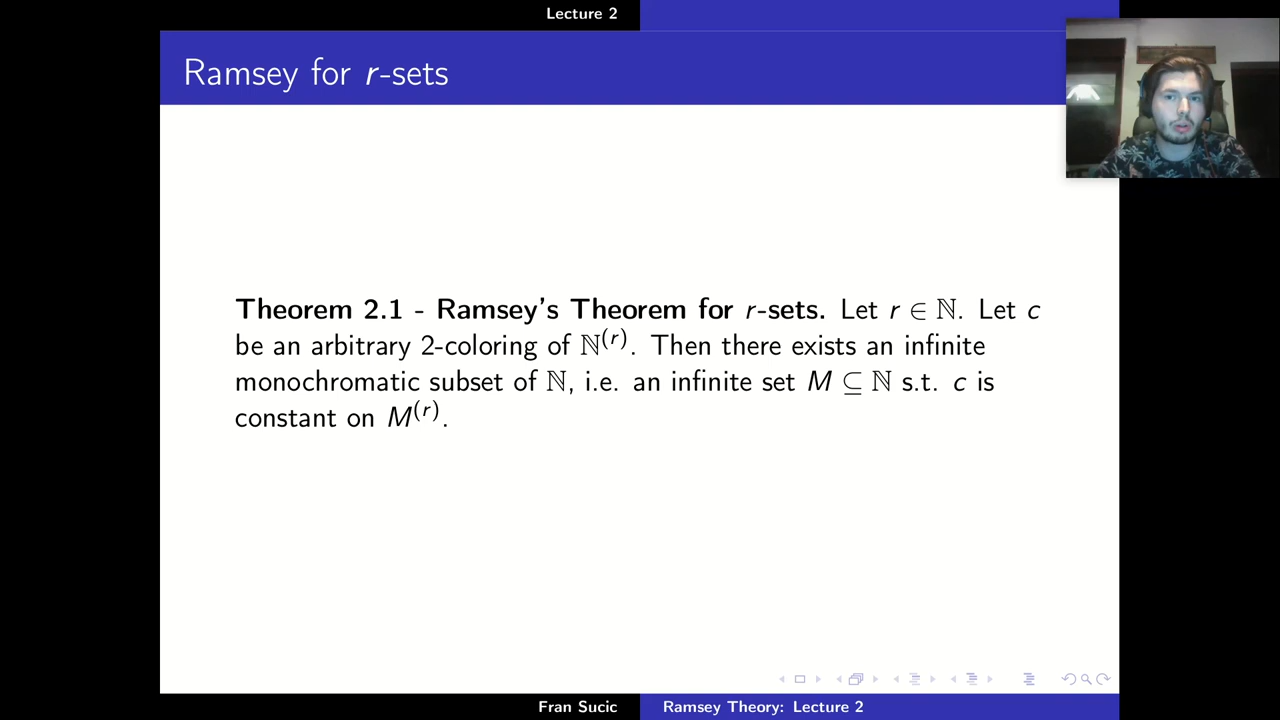 Lecture 2
Ramsey for r-sets
Theorem 2.1 - Ramsey's Theorem for r-sets. Let r ∈ ℕ. Let c
be an arbitrary 2-coloring of ℕ⁽ʳ⁾. Then there exists an infinite
monochromatic subset of ℕ, i.e. an infinite set M ⊆ ℕ s.t. c is
constant on M⁽ʳ⁾.
Fran Sucic
Ramsey Theory: Lecture 2